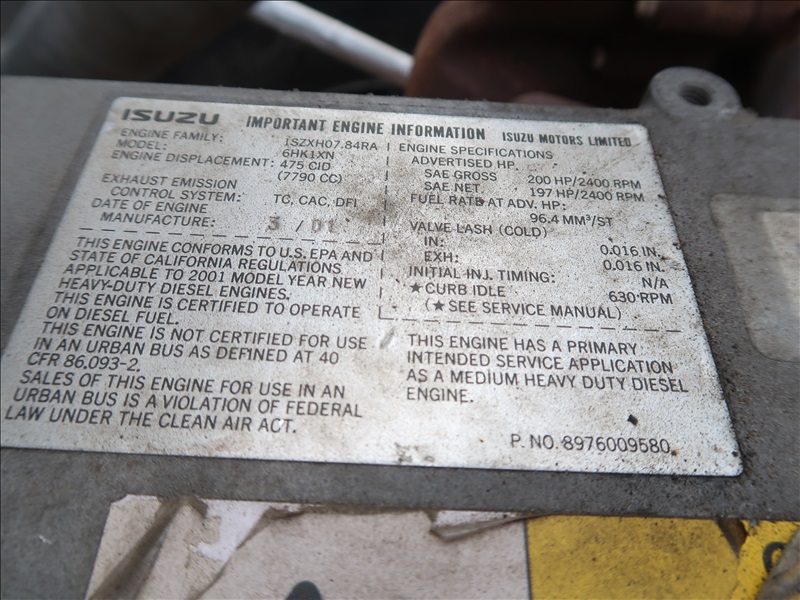 ISUZU IMPORTANT ENGINE INFORMATION ISUZU MOTORS LIMITED
ENGINE FAMILY: 1SZXH07.84RA
MODEL: 6HK1XN
ENGINE DISPLACEMENT: 475 CID
(7790 CC)
EXHAUST EMISSION
CONTROL SYSTEM: TC, CAC, DFI
DATE OF ENGINE
MANUFACTURE: 3 / 01
THIS ENGINE CONFORMS TO U.S. EPA AND
STATE OF CALIFORNIA REGULATIONS
APPLICABLE TO 2001 MODEL YEAR NEW
HEAVY-DUTY DIESEL ENGINES.
THIS ENGINE IS CERTIFIED TO OPERATE
ON DIESEL FUEL.
THIS ENGINE IS NOT CERTIFIED FOR USE
IN AN URBAN BUS AS DEFINED AT 40
CFR 86.093-2.
SALES OF THIS ENGINE FOR USE IN AN
URBAN BUS IS A VIOLATION OF FEDERAL
LAW UNDER THE CLEAN AIR ACT.
ENGINE SPECIFICATIONS
ADVERTISED HP.
SAE GROSS 200 HP/2400 RPM
SAE NET 197 HP/2400 RPM
FUEL RATE AT ADV. HP:
96.4 MM³/ST
VALVE LASH (COLD)
IN: 0.016 IN.
EXH: 0.016 IN.
INITIAL INJ. TIMING: N/A
★CURB IDLE 630 RPM
(★SEE SERVICE MANUAL)
THIS ENGINE HAS A PRIMARY
INTENDED SERVICE APPLICATION
AS A MEDIUM HEAVY DUTY DIESEL
ENGINE.
P. NO. 8976009580